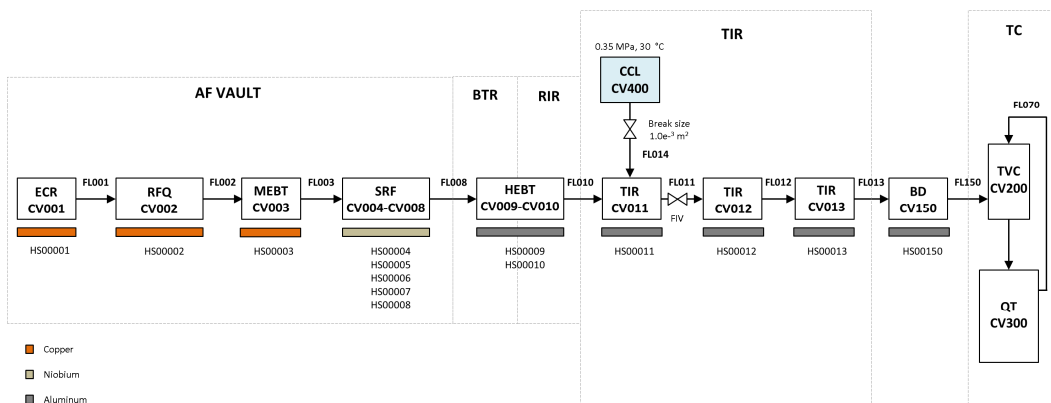 TIR
TC
0.35 MPa, 30 °C
CCL
CV400
AF VAULT
BTR
RIR
Break size
1.0e-³ m²
FL070
FL014
FL001
FL002
FL003
FL008
FL010
FL011
FL012
FL013
FL150
ECR
CV001
RFQ
CV002
MEBT
CV003
SRF
CV004-CV008
HEBT
CV009-CV010
TIR
CV011
FIV
TIR
CV012
TIR
CV013
BD
CV150
TVC
CV200
HS00001
HS00002
HS00003
HS00004
HS00005
HS00006
HS00007
HS00008
HS00009
HS00010
HS00011
HS00012
HS00013
HS00150
QT
CV300
Copper
Niobium
Aluminum